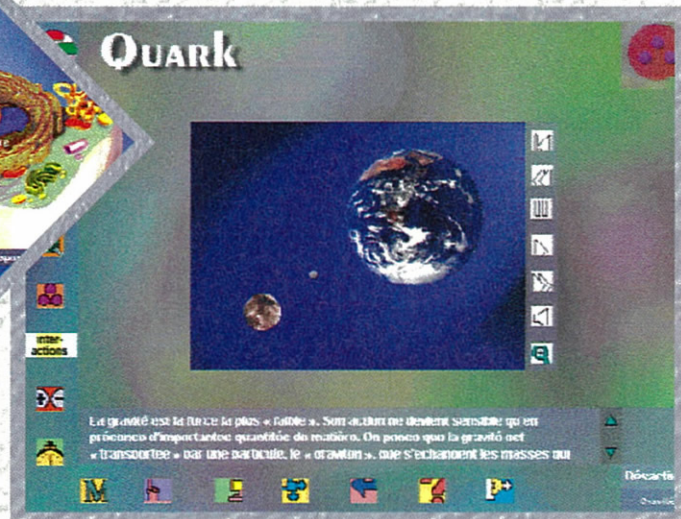 Quark
inter-
actions
La gravité est la force la plus « faible ». Son action ne devient sensible qu'en
présence d'importantes quantités de matière. On pense que la gravité est
« transportée » par une particule, le « graviton », que s'échangent les masses qui
M
Gravité